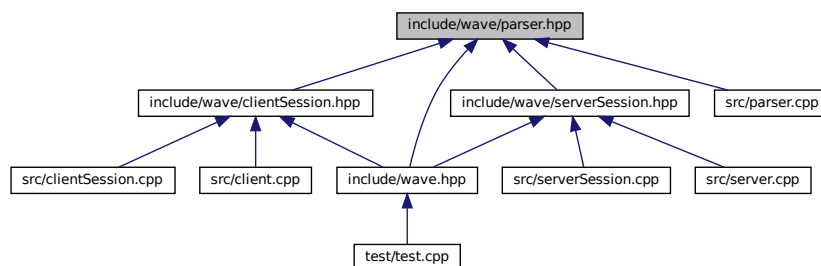 include/wave/parser.hpp
include/wave/clientSession.hpp
include/wave/serverSession.hpp
src/parser.cpp
src/clientSession.cpp
src/client.cpp
include/wave.hpp
src/serverSession.cpp
src/server.cpp
test/test.cpp